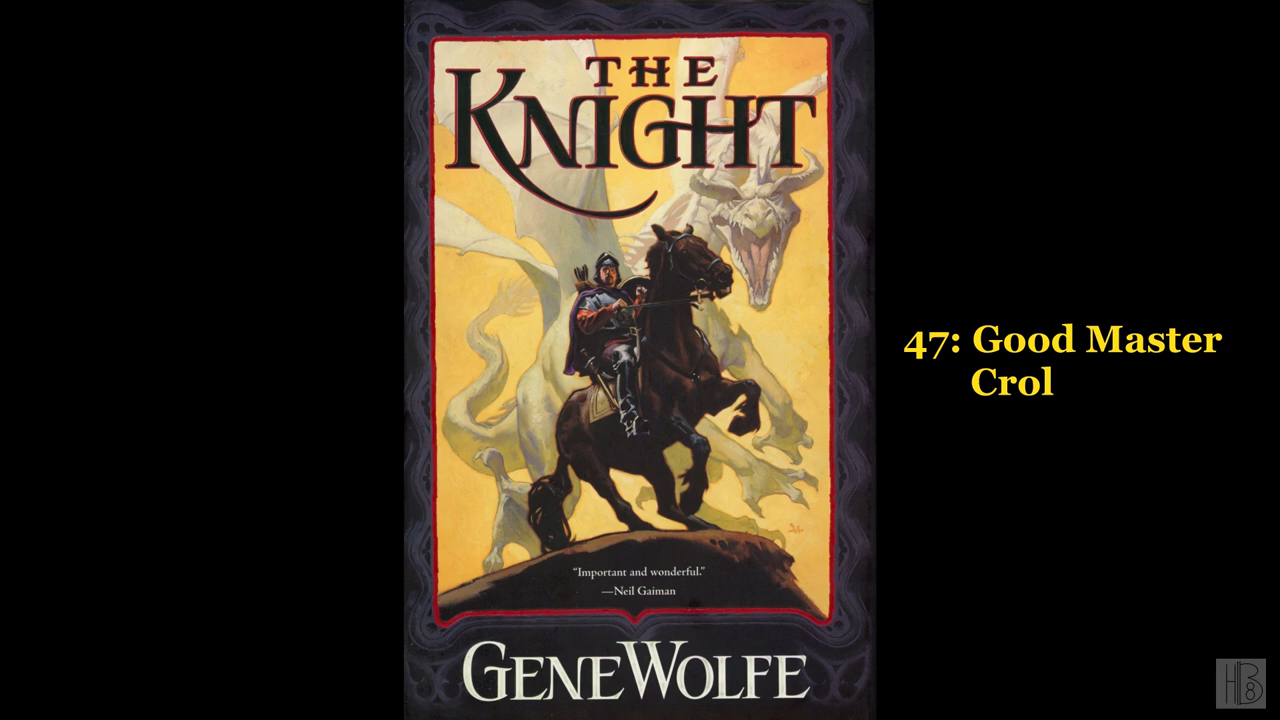 THE
KNIGHT
47: Good Master
Crol
“Important and wonderful.”
—Neil Gaiman
GENE WOLFE